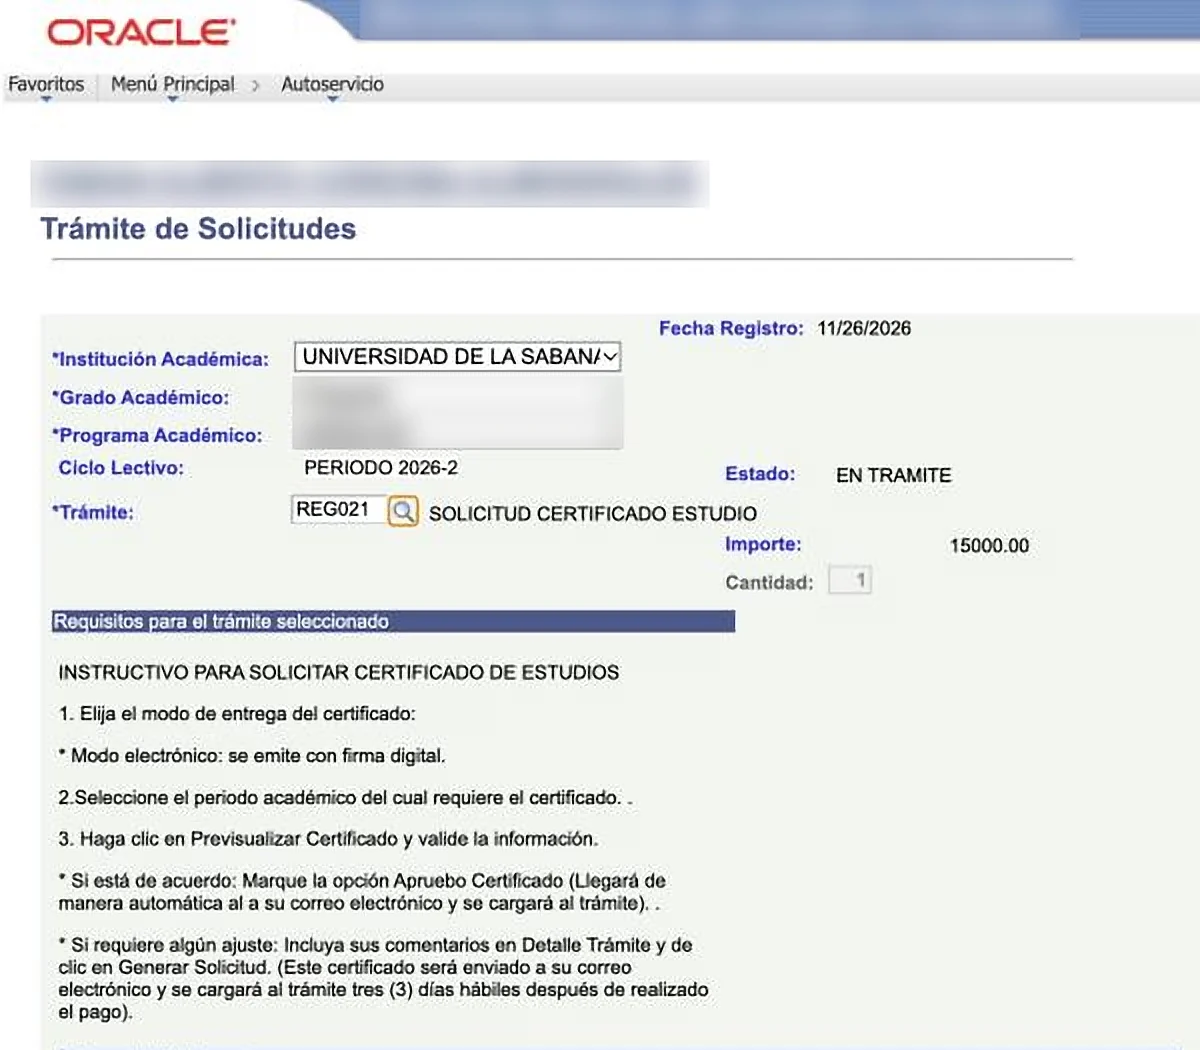 ORACLE
Favoritos Menú Principal > Autoservicio
Trámite de Solicitudes
Fecha Registro: 11/26/2026
*Institución Académica: UNIVERSIDAD DE LA SABANA
*Grado Académico:
*Programa Académico:
Ciclo Lectivo: PERIODO 2026-2
Estado: EN TRAMITE
*Trámite: REG021 SOLICITUD CERTIFICADO ESTUDIO
Importe: 15000.00
Cantidad: 1
Requisitos para el trámite seleccionado
INSTRUCTIVO PARA SOLICITAR CERTIFICADO DE ESTUDIOS
1. Elija el modo de entrega del certificado:
* Modo electrónico: se emite con firma digital.
2.Seleccione el periodo académico del cual requiere el certificado. .
3. Haga clic en Previsualizar Certificado y valide la información.
* Si está de acuerdo: Marque la opción Apruebo Certificado (Llegará de
manera automática al a su correo electrónico y se cargará al trámite). .
* Si requiere algún ajuste: Incluya sus comentarios en Detalle Trámite y de
clic en Generar Solicitud. (Este certificado será enviado a su correo
electrónico y se cargará al trámite tres (3) días hábiles después de realizado
el pago).